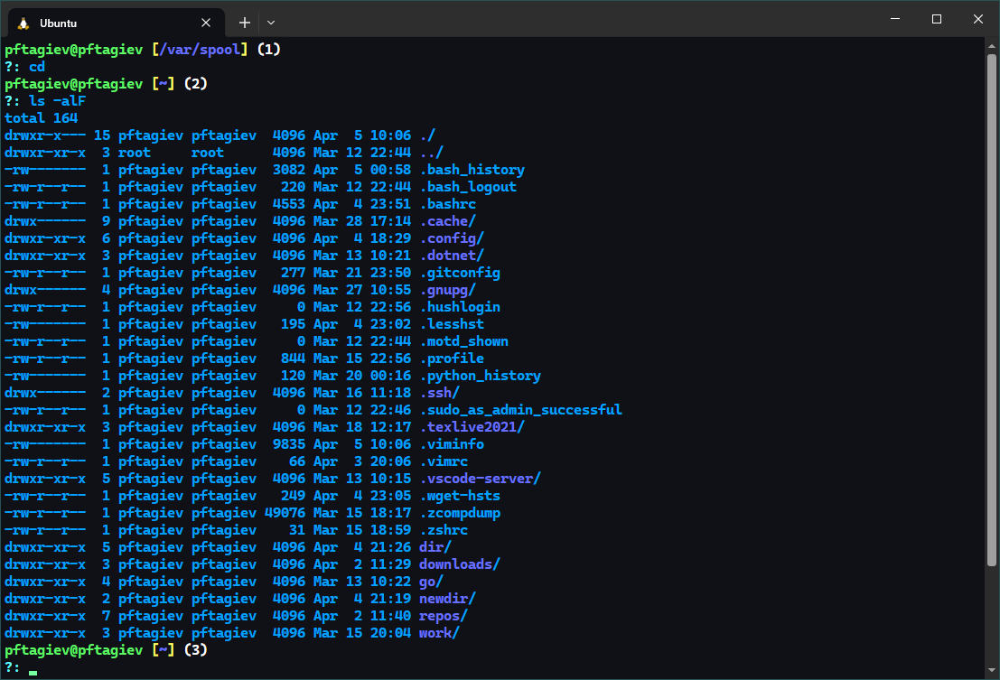 Ubuntu
pftagiev@pftagiev [/var/spool] (1)
?: cd
pftagiev@pftagiev [~] (2)
?: ls -alF
total 164
drwxr-x--- 15 pftagiev pftagiev  4096 Apr  5 10:06 ./
drwxr-xr-x  3 root     root      4096 Mar 12 22:44 ../
-rw-------  1 pftagiev pftagiev  3082 Apr  5 00:58 .bash_history
-rw-r--r--  1 pftagiev pftagiev   220 Mar 12 22:44 .bash_logout
-rw-r--r--  1 pftagiev pftagiev  4553 Apr  4 23:51 .bashrc
drwx------  9 pftagiev pftagiev  4096 Mar 28 17:14 .cache/
drwxr-xr-x  6 pftagiev pftagiev  4096 Apr  4 18:29 .config/
drwxr-xr-x  3 pftagiev pftagiev  4096 Mar 13 10:21 .dotnet/
-rw-r--r--  1 pftagiev pftagiev   277 Mar 21 23:50 .gitconfig
drwx------  4 pftagiev pftagiev  4096 Mar 27 10:55 .gnupg/
-rw-r--r--  1 pftagiev pftagiev     0 Mar 12 22:56 .hushlogin
-rw-------  1 pftagiev pftagiev   195 Apr  4 23:02 .lesshst
-rw-r--r--  1 pftagiev pftagiev     0 Mar 12 22:44 .motd_shown
-rw-r--r--  1 pftagiev pftagiev   844 Mar 15 22:56 .profile
-rw-------  1 pftagiev pftagiev   120 Mar 20 00:16 .python_history
drwx------  2 pftagiev pftagiev  4096 Mar 16 11:18 .ssh/
-rw-r--r--  1 pftagiev pftagiev     0 Mar 12 22:46 .sudo_as_admin_successful
drwxr-xr-x  3 pftagiev pftagiev  4096 Mar 18 12:17 .texlive2021/
-rw-------  1 pftagiev pftagiev  9835 Apr  5 10:06 .viminfo
-rw-r--r--  1 pftagiev pftagiev    66 Apr  3 20:06 .vimrc
drwxr-xr-x  5 pftagiev pftagiev  4096 Mar 13 10:15 .vscode-server/
-rw-r--r--  1 pftagiev pftagiev   249 Apr  4 23:05 .wget-hsts
-rw-r--r--  1 pftagiev pftagiev 49076 Mar 15 18:17 .zcompdump
-rw-r--r--  1 pftagiev pftagiev    31 Mar 15 18:59 .zshrc
drwxr-xr-x  5 pftagiev pftagiev  4096 Apr  4 21:26 dir/
drwxr-xr-x  3 pftagiev pftagiev  4096 Apr  2 11:29 downloads/
drwxr-xr-x  4 pftagiev pftagiev  4096 Mar 13 10:22 go/
drwxr-xr-x  2 pftagiev pftagiev  4096 Apr  4 21:19 newdir/
drwxr-xr-x  7 pftagiev pftagiev  4096 Apr  2 11:40 repos/
drwxr-xr-x  3 pftagiev pftagiev  4096 Mar 15 20:04 work/
pftagiev@pftagiev [~] (3)
?: